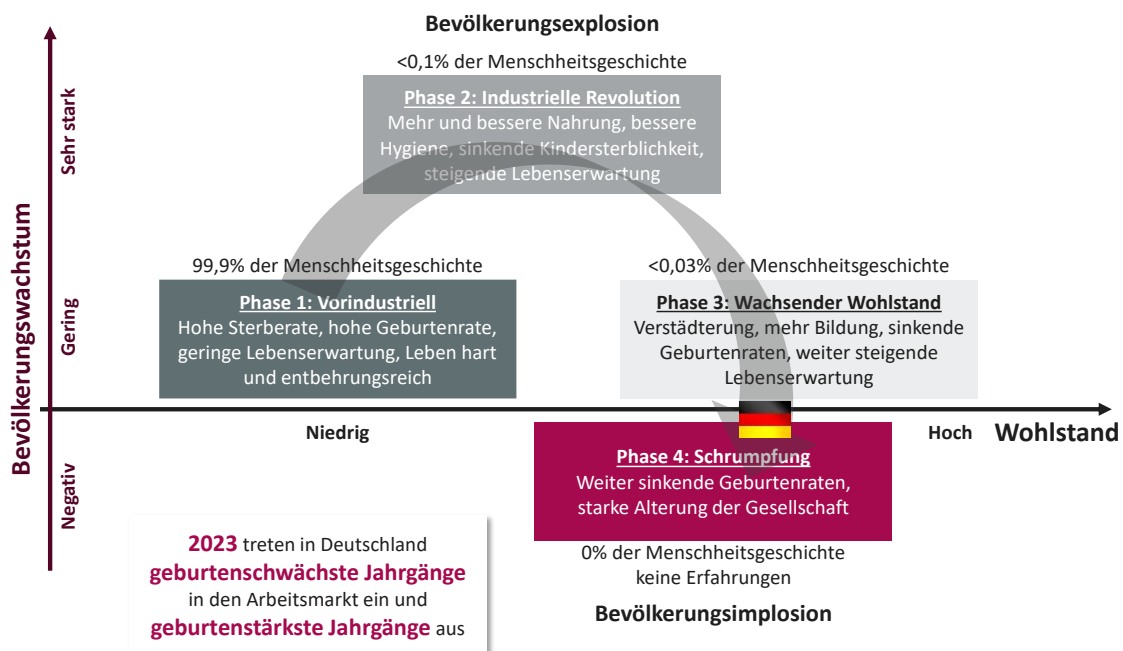 Bevölkerungsexplosion
<0,1% der Menschheitsgeschichte
Phase 2: Industrielle Revolution
Mehr und bessere Nahrung, bessere
Hygiene, sinkende Kindersterblichkeit,
steigende Lebenserwartung
Bevölkerungswachstum
Sehr stark
Gering
Negativ
99,9% der Menschheitsgeschichte
Phase 1: Vorindustriell
Hohe Sterberate, hohe Geburtenrate,
geringe Lebenserwartung, Leben hart
und entbehrungsreich
<0,03% der Menschheitsgeschichte
Phase 3: Wachsender Wohlstand
Verstädterung, mehr Bildung, sinkende
Geburtenraten, weiter steigende
Lebenserwartung
Niedrig
Hoch
Wohlstand
Phase 4: Schrumpfung
Weiter sinkende Geburtenraten,
starke Alterung der Gesellschaft
0% der Menschheitsgeschichte
keine Erfahrungen
Bevölkerungsimplosion
2023 treten in Deutschland
geburtenschwächste Jahrgänge
in den Arbeitsmarkt ein und
geburtenstärkste Jahrgänge aus